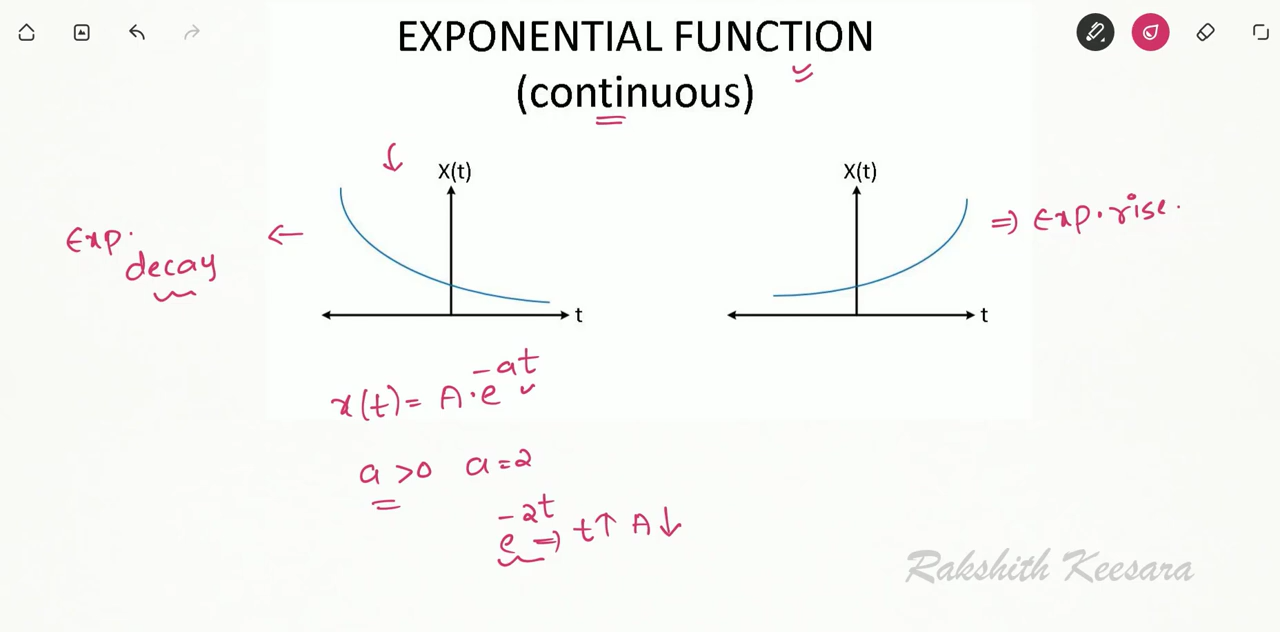 EXPONENTIAL FUNCTION
(continuous)
X(t)
t
Exp.
decay
X(t)
t
=) Exp. rise.
x(t) = A.e^-at
a >0 a=2
e^-2t => t↑ A↓
Rakshith Keesara